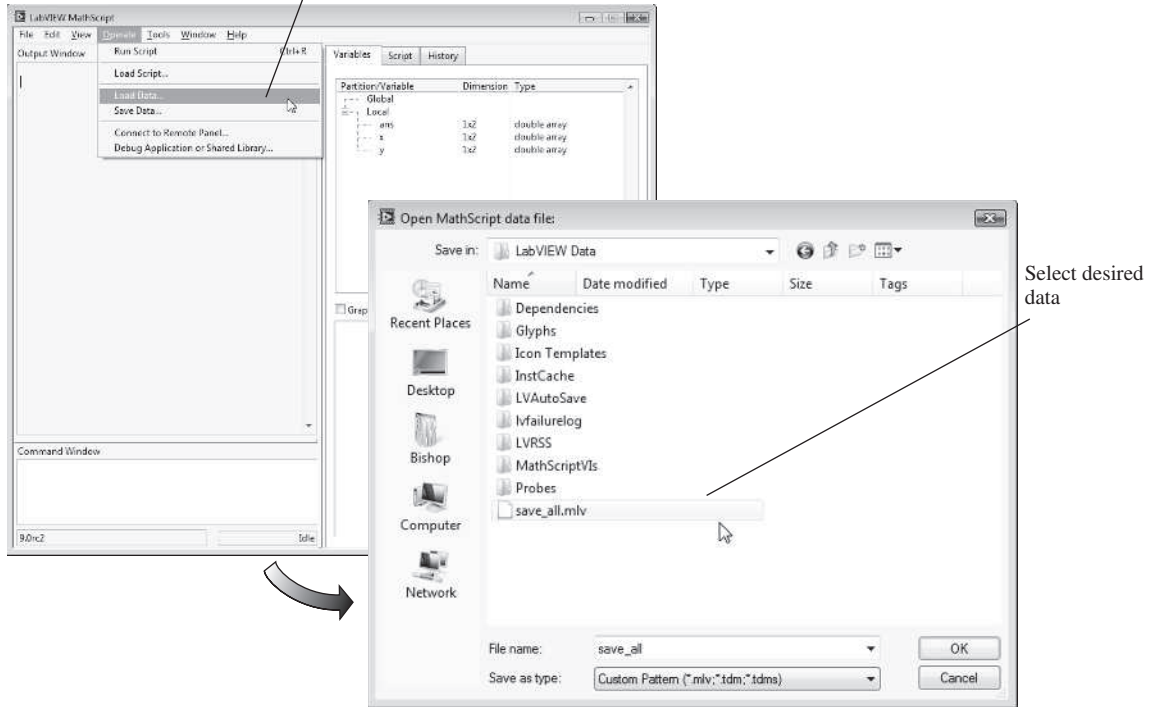 LabVIEW MathScript
File Edit View Operate Tools Window Help
Output Window
Run Script Ctrl+R
Load Script...
Load Data...
Save Data...
Connect to Remote Panel...
Debug Application or Shared Library...
Variables Script History
Partition/Variable Dimension Type
Global
Local
ans 1x2 double array
x 1x2 double array
y 1x2 double array
Command Window
9.0rc2 Idle
Grap
Open MathScript data file:
Save in: LabVIEW Data
Name Date modified Type Size Tags
Dependencies
Glyphs
Icon Templates
InstCache
LVAutoSave
lvfailurelog
LVRSS
MathScriptVIs
Probes
save_all.mlv
Recent Places
Desktop
Bishop
Computer
Network
File name: save_all OK
Save as type: Custom Pattern (*.mlv;*.tdm;*.tdms) Cancel
Select desired
data